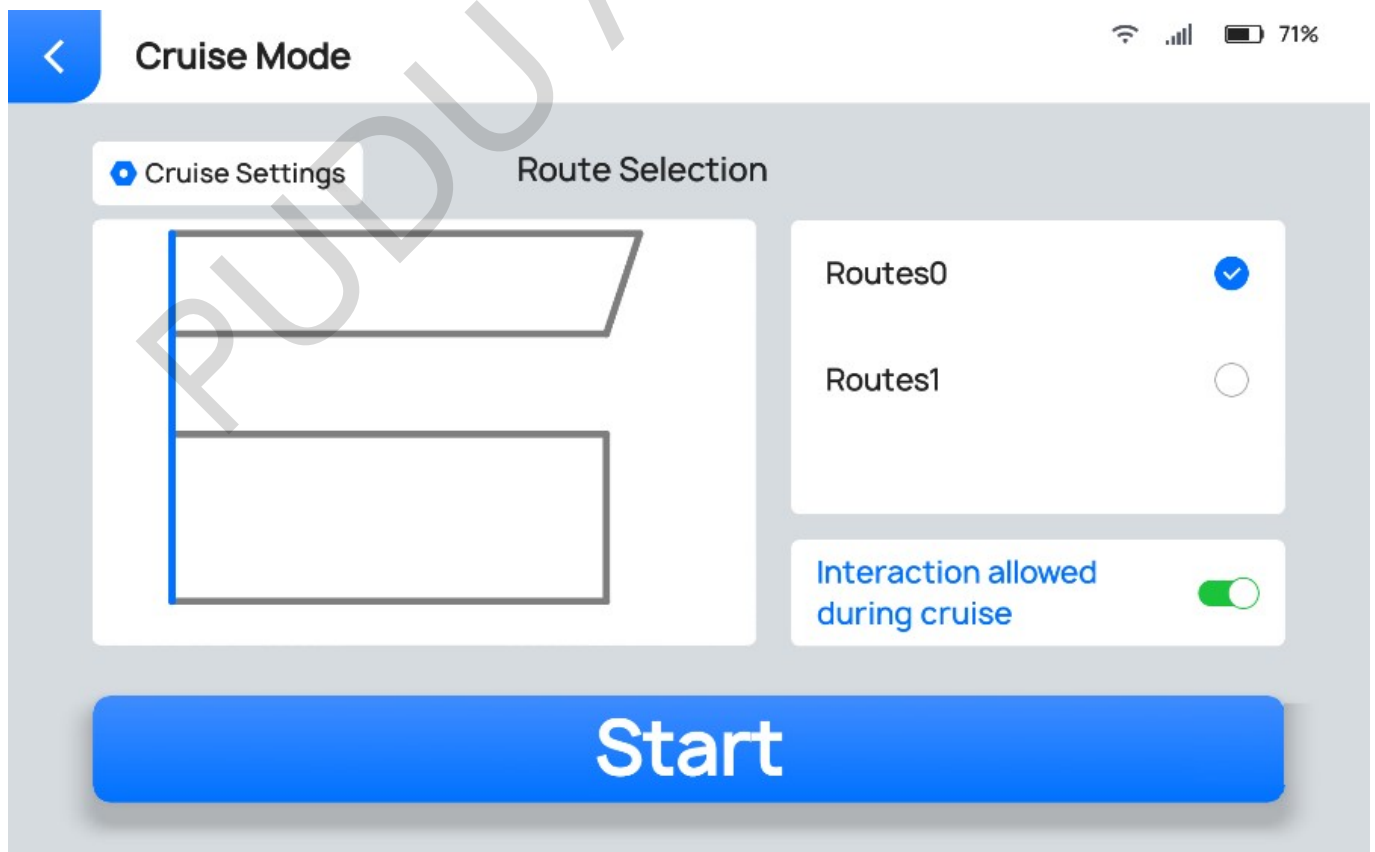 Cruise Mode
71%
Cruise Settings
Route Selection
Routes0
Routes1
Interaction allowed
during cruise
Start
PUDU